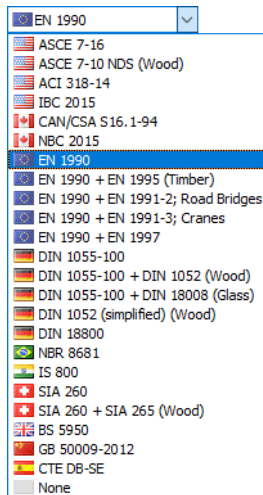 EN 1990
ASCE 7-16
ASCE 7-10 NDS (Wood)
ACI 318-14
IBC 2015
CAN/CSA S16.1-94
NBC 2015
EN 1990
EN 1990 + EN 1995 (Timber)
EN 1990 + EN 1991-2; Road Bridges
EN 1990 + EN 1991-3; Cranes
EN 1990 + EN 1997
DIN 1055-100
DIN 1055-100 + DIN 1052 (Wood)
DIN 1055-100 + DIN 18008 (Glass)
DIN 1052 (simplified) (Wood)
DIN 18800
NBR 8681
IS 800
SIA 260
SIA 260 + SIA 265 (Wood)
BS 5950
GB 50009-2012
CTE DB-SE
None